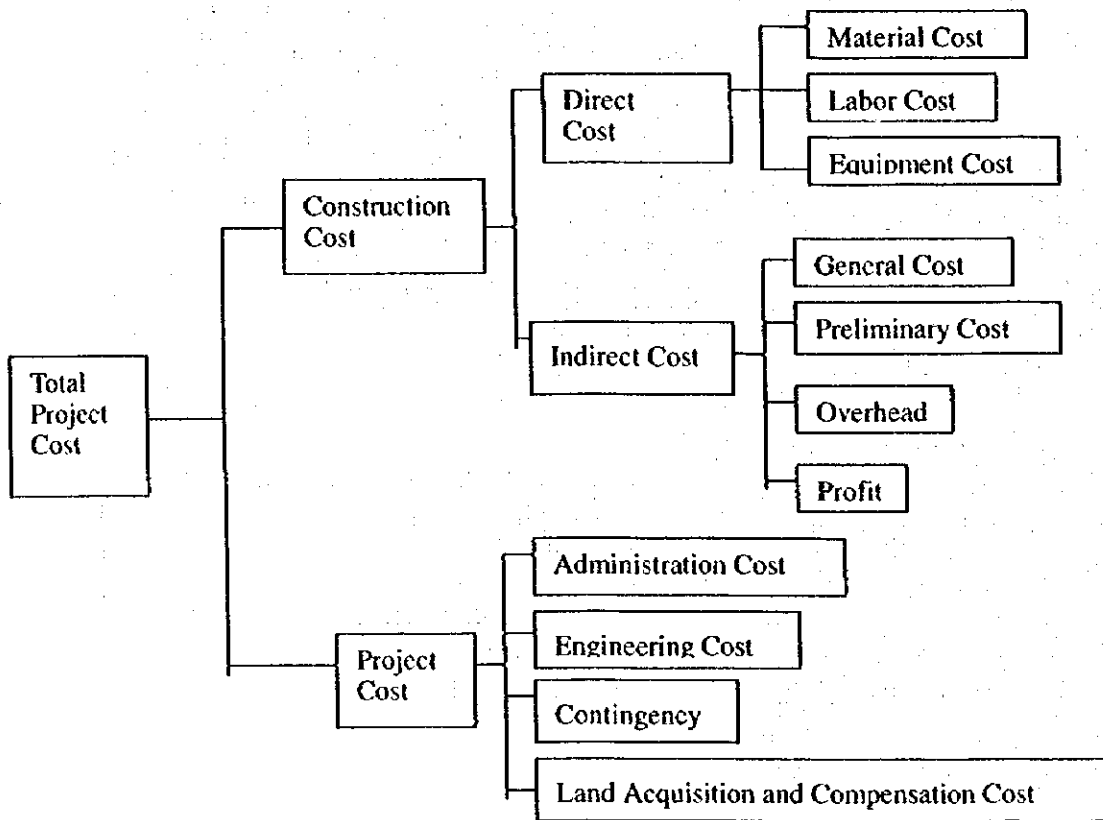 Material Cost
Direct
Cost
Labor Cost
Equipment Cost
Construction
Cost
General Cost
Preliminary Cost
Indirect Cost
Total
Project
Cost
Overhead
Profit
Administration Cost
Engineering Cost
Project
Cost
Contingency
Land Acquisition and Compensation Cost